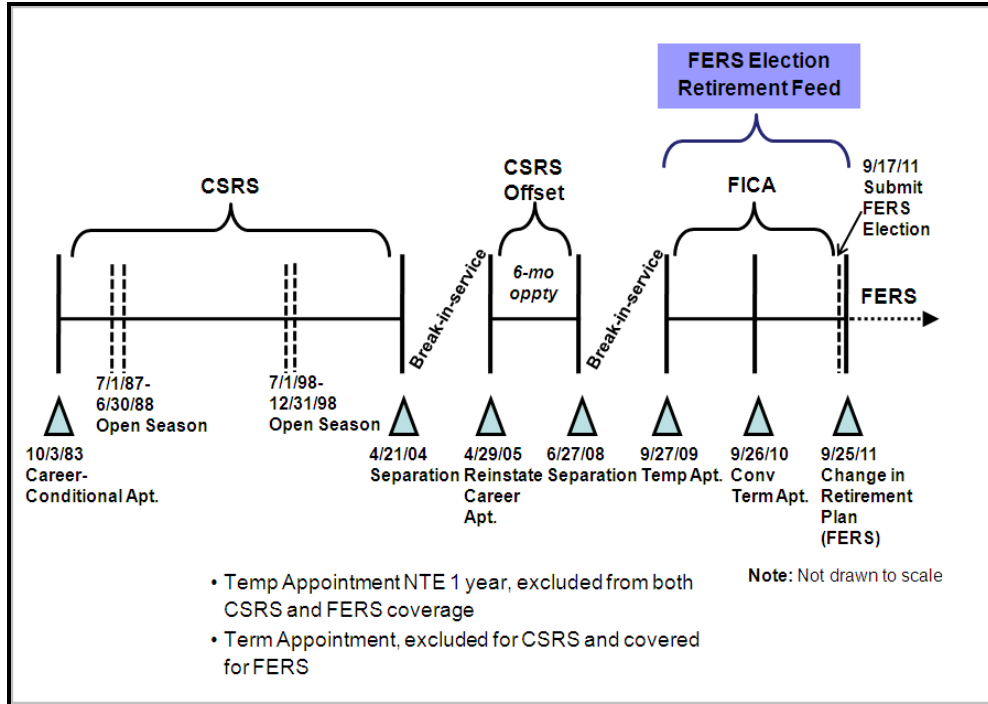 FERS Election
Retirement Feed
CSRS
CSRS
Offset
FICA
9/17/11
Submit
FERS
Election
Break-in-service
6-mo
oppty
Break-in-service
FERS
7/1/87-
6/30/88
Open Season
7/1/98-
12/31/98
Open Season
10/3/83
Career-
Conditional Apt.
4/21/04
Separation
4/29/05
Reinstate
Career
Apt.
6/27/08
Separation
9/27/09
Temp Apt.
9/26/10
Conv
Term Apt.
9/25/11
Change in
Retirement
Plan
(FERS)
• Temp Appointment NTE 1 year, excluded from both
CSRS and FERS coverage
• Term Appointment, excluded for CSRS and covered
for FERS
Note: Not drawn to scale